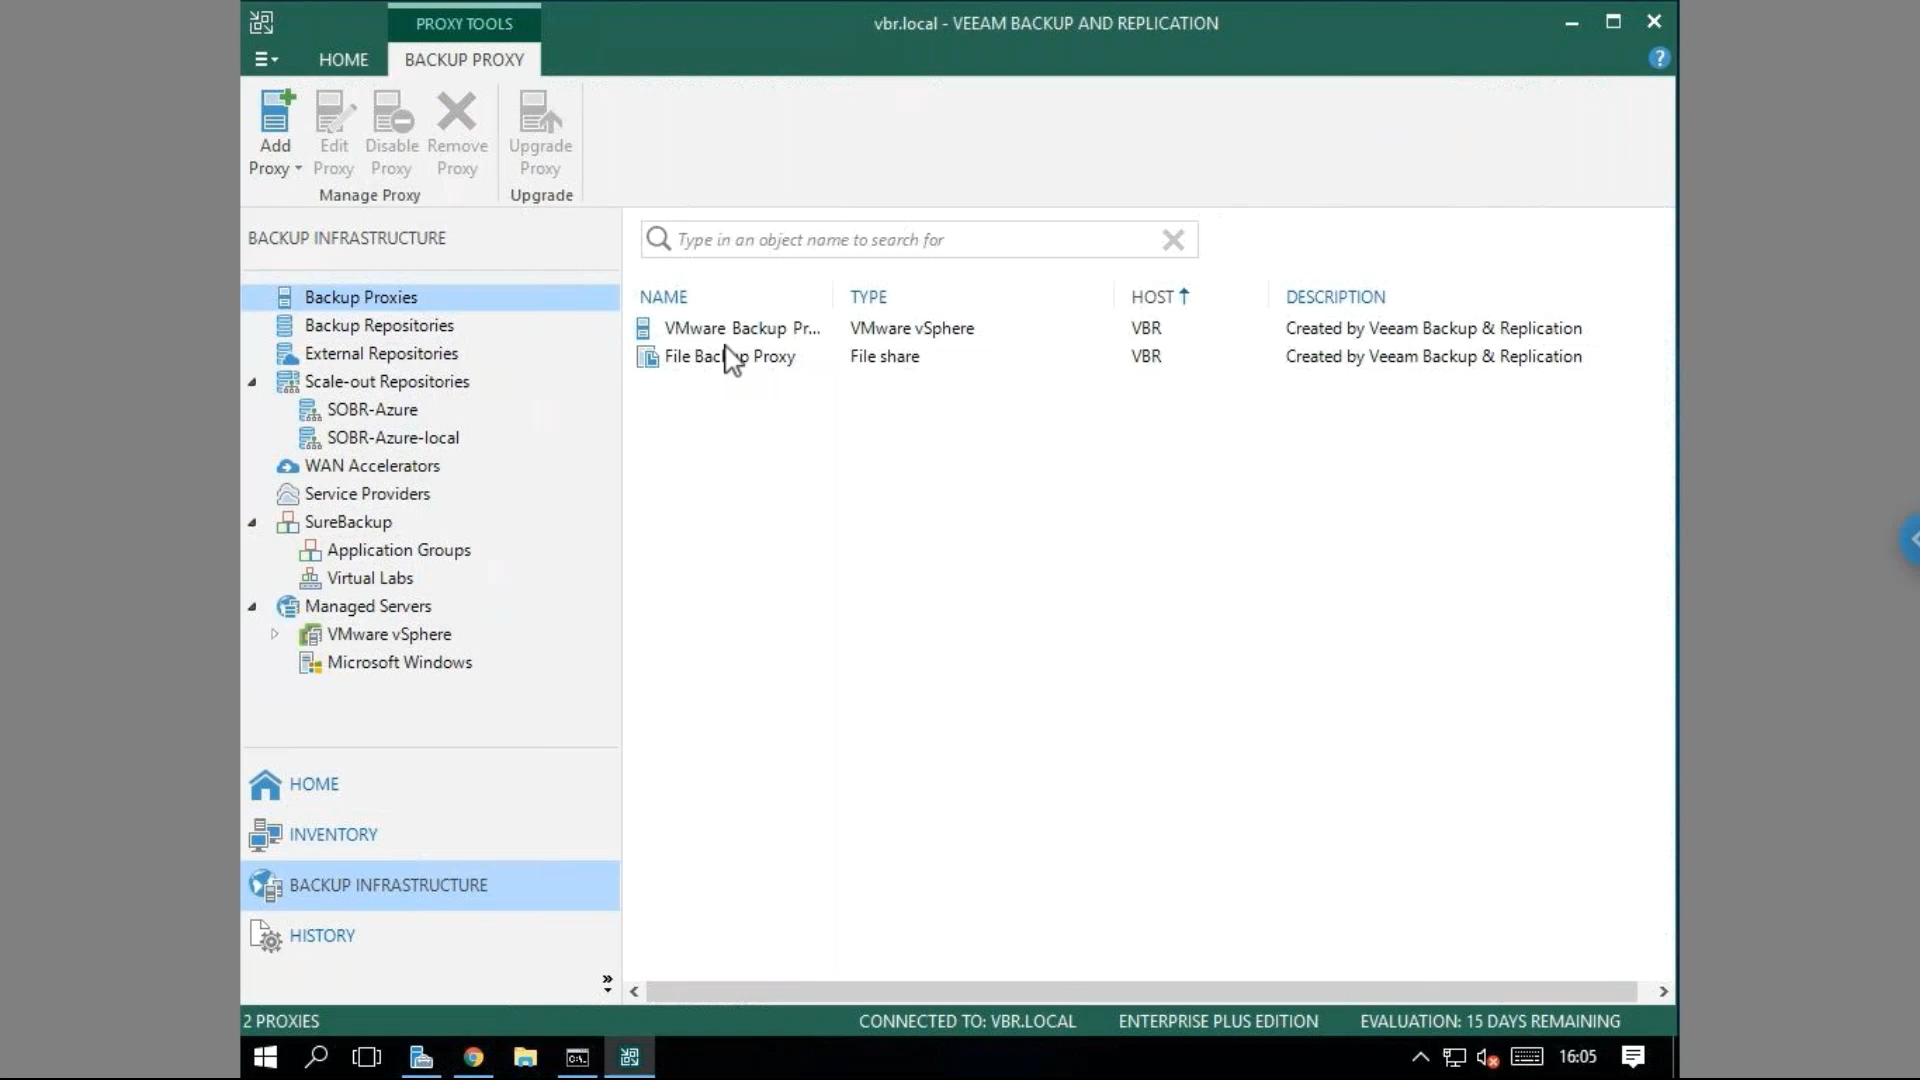 PROXY TOOLS
vbr.local - VEEAM BACKUP AND REPLICATION
HOME
BACKUP PROXY
Add Proxy
Edit Proxy
Disable Proxy
Remove Proxy
Upgrade Proxy
Manage Proxy
Upgrade
BACKUP INFRASTRUCTURE
Type in an object name to search for
NAME TYPE HOST DESCRIPTION
VMware Backup Pr... VMware vSphere VBR Created by Veeam Backup & Replication
File Backup Proxy File share VBR Created by Veeam Backup & Replication
Backup Proxies
Backup Repositories
External Repositories
Scale-out Repositories
SOBR-Azure
SOBR-Azure-local
WAN Accelerators
Service Providers
SureBackup
Application Groups
Virtual Labs
Managed Servers
VMware vSphere
Microsoft Windows
HOME
INVENTORY
BACKUP INFRASTRUCTURE
HISTORY
2 PROXIES
CONNECTED TO: VBR.LOCAL
ENTERPRISE PLUS EDITION
EVALUATION: 15 DAYS REMAINING
16:05